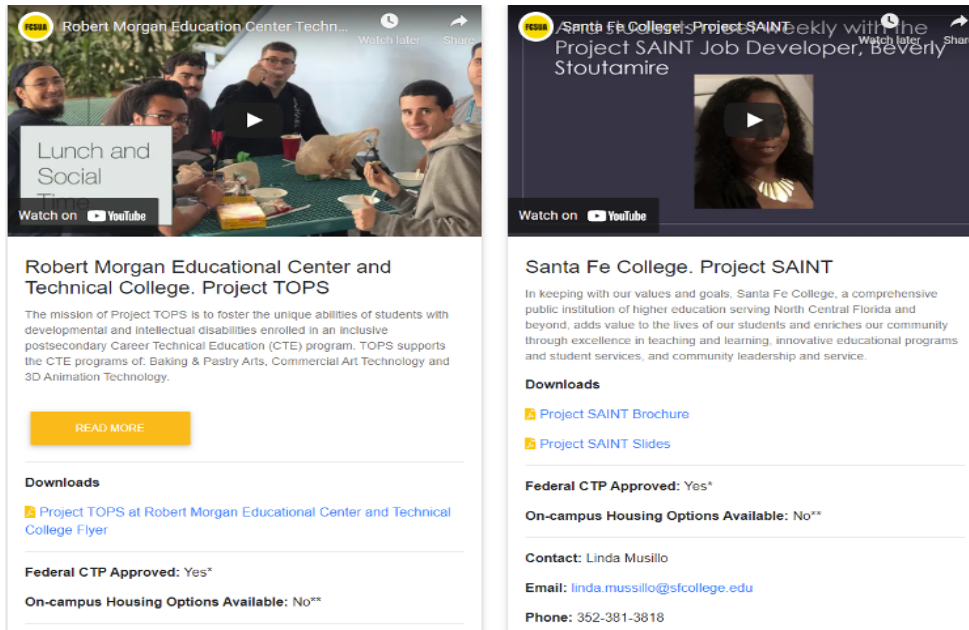 FCSUA
Robert Morgan Education Center Techn...
Watch later
Share
Lunch and
Social
Time
Watch on YouTube
Robert Morgan Educational Center and
Technical College. Project TOPS
The mission of Project TOPS is to foster the unique abilities of students with
developmental and intellectual disabilities enrolled in an inclusive
postsecondary Career Technical Education (CTE) program. TOPS supports
the CTE programs of: Baking & Pastry Arts, Commercial Art Technology and
3D Animation Technology.
READ MORE
Downloads
Project TOPS at Robert Morgan Educational Center and Technical
College Flyer
Federal CTP Approved: Yes*
On-campus Housing Options Available: No**
FCSUA
Santa Fe College - Project SAINT
Watch later
Shar
weekly with the
Project SAINT Job Developer, Beverly
Stoutamire
Watch on YouTube
Santa Fe College. Project SAINT
In keeping with our values and goals, Santa Fe College, a comprehensive
public institution of higher education serving North Central Florida and
beyond, adds value to the lives of our students and enriches our community
through excellence in teaching and learning, innovative educational programs
and student services, and community leadership and service.
Downloads
Project SAINT Brochure
Project SAINT Slides
Federal CTP Approved: Yes*
On-campus Housing Options Available: No**
Contact: Linda Musillo
Email: linda.mussillo@sfcollege.edu
Phone: 352-381-3818